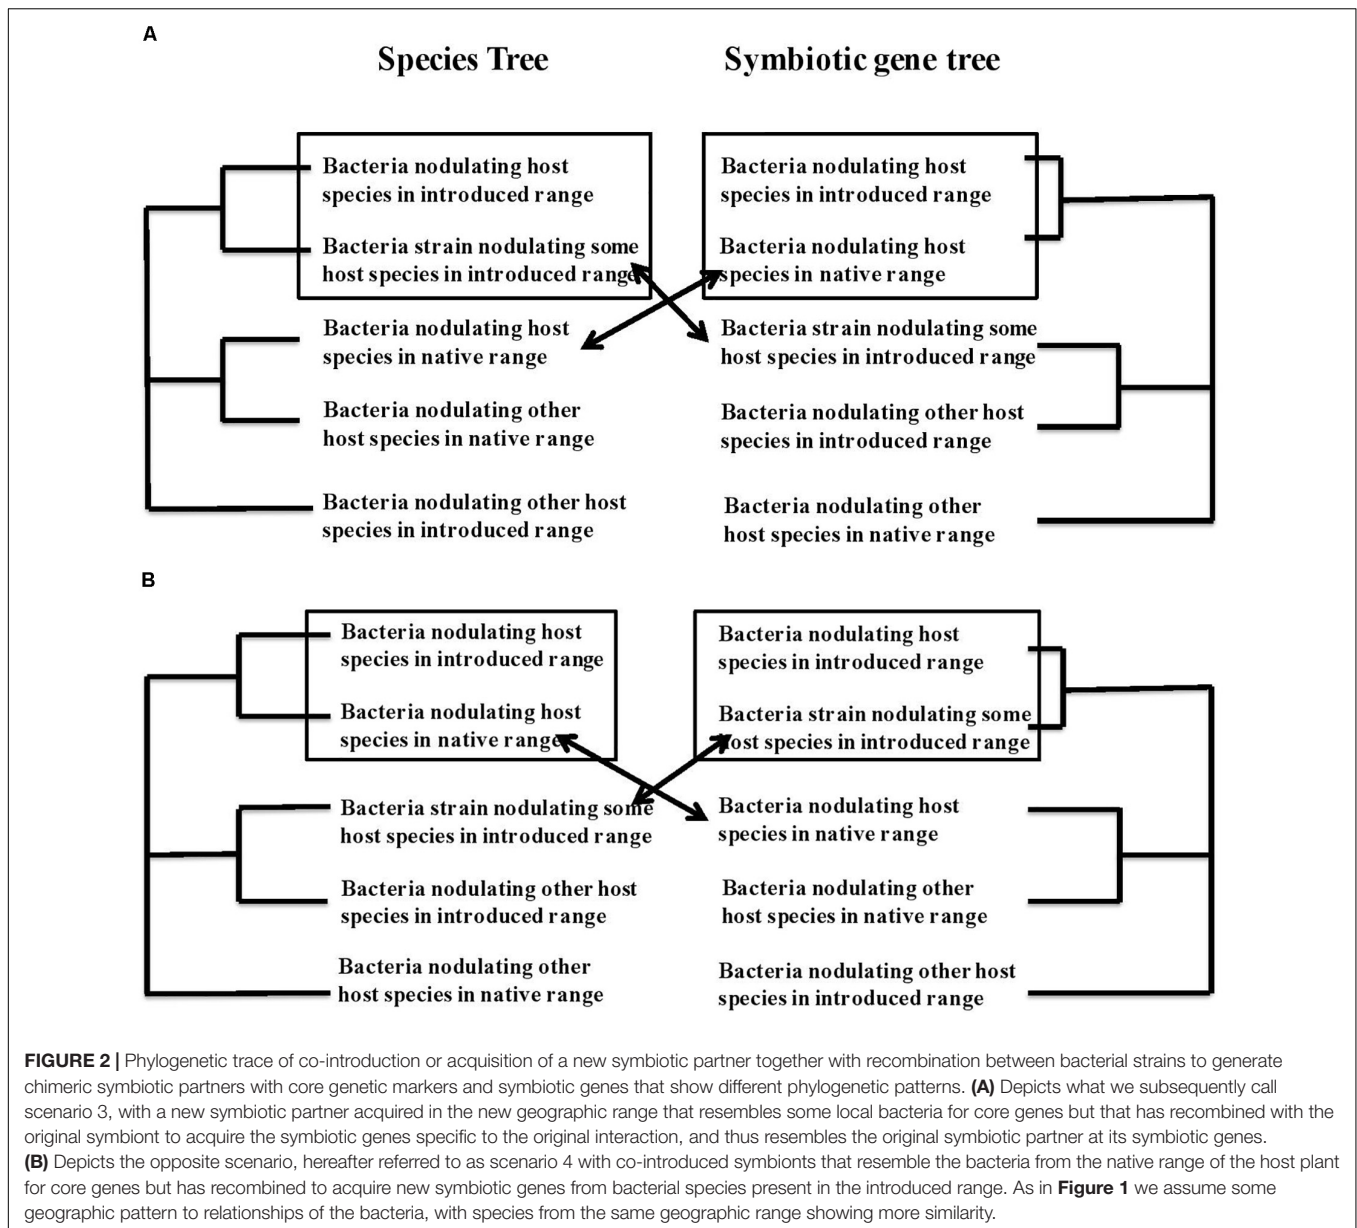 A
Species Tree
Symbiotic gene tree
Bacteria nodulating host
species in introduced range
Bacteria strain nodulating some
host species in introduced range
Bacteria nodulating host
species in native range
Bacteria nodulating other
host species in native range
Bacteria nodulating other host
species in introduced range
Bacteria nodulating host
species in introduced range
Bacteria nodulating host
species in native range
Bacteria strain nodulating some
host species in introduced range
Bacteria nodulating other host
species in introduced range
Bacteria nodulating other
host species in native range
B
Bacteria nodulating host
species in introduced range
Bacteria nodulating host
species in native range
Bacteria strain nodulating some
host species in introduced range
Bacteria nodulating other host
species in introduced range
Bacteria nodulating other
host species in native range
Bacteria nodulating host
species in introduced range
Bacteria strain nodulating some
host species in introduced range
Bacteria nodulating host
species in native range
Bacteria nodulating other
host species in native range
Bacteria nodulating other host
species in introduced range
FIGURE 2 | Phylogenetic trace of co-introduction or acquisition of a new symbiotic partner together with recombination between bacterial strains to generate
chimeric symbiotic partners with core genetic markers and symbiotic genes that show different phylogenetic patterns. (A) Depicts what we subsequently call
scenario 3, with a new symbiotic partner acquired in the new geographic range that resembles some local bacteria for core genes but that has recombined with the
original symbiont to acquire the symbiotic genes specific to the original interaction, and thus resembles the original symbiotic partner at its symbiotic genes.
(B) Depicts the opposite scenario, hereafter referred to as scenario 4 with co-introduced symbionts that resemble the bacteria from the native range of the host plant
for core genes but has recombined to acquire new symbiotic genes from bacterial species present in the introduced range. As in Figure 1 we assume some
geographic pattern to relationships of the bacteria, with species from the same geographic range showing more similarity.